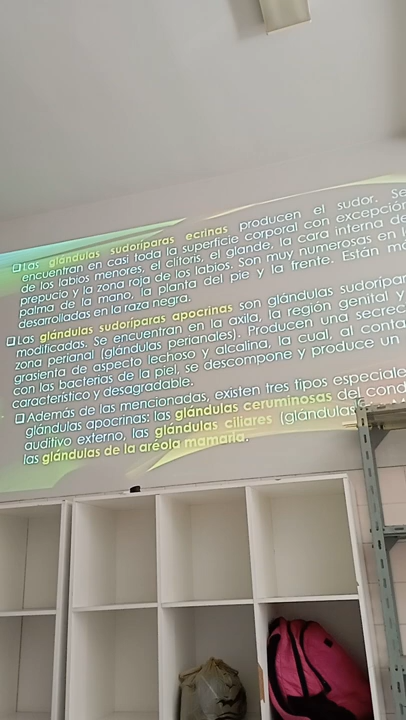 ❑Las glándulas sudoríparas ecrinas producen el sudor. Se
encuentran en casi toda la superficie corporal con excepción
de los labios menores, el clítoris, el glande, la cara interna de
prepucio y la zona roja de los labios. Son muy numerosas en l
palma de la mano, la planta del pie y la frente. Están m
desarrolladas en la raza negra.
❑Las glándulas sudoríparas apocrinas son glándulas sudorípar
modificadas. Se encuentran en la axila, la región genital y
zona perianal (glándulas perianales). Producen una secrec
grasienta de aspecto lechoso y alcalina, la cual, al conta
con las bacterias de la piel, se descompone y produce un
característico y desagradable.
❑Además de las mencionadas, existen tres tipos especiale
glándulas apocrinas: las glándulas ceruminosas del cond
auditivo externo, las glándulas ciliares (glándulas
las glándulas de la areola mamaria.